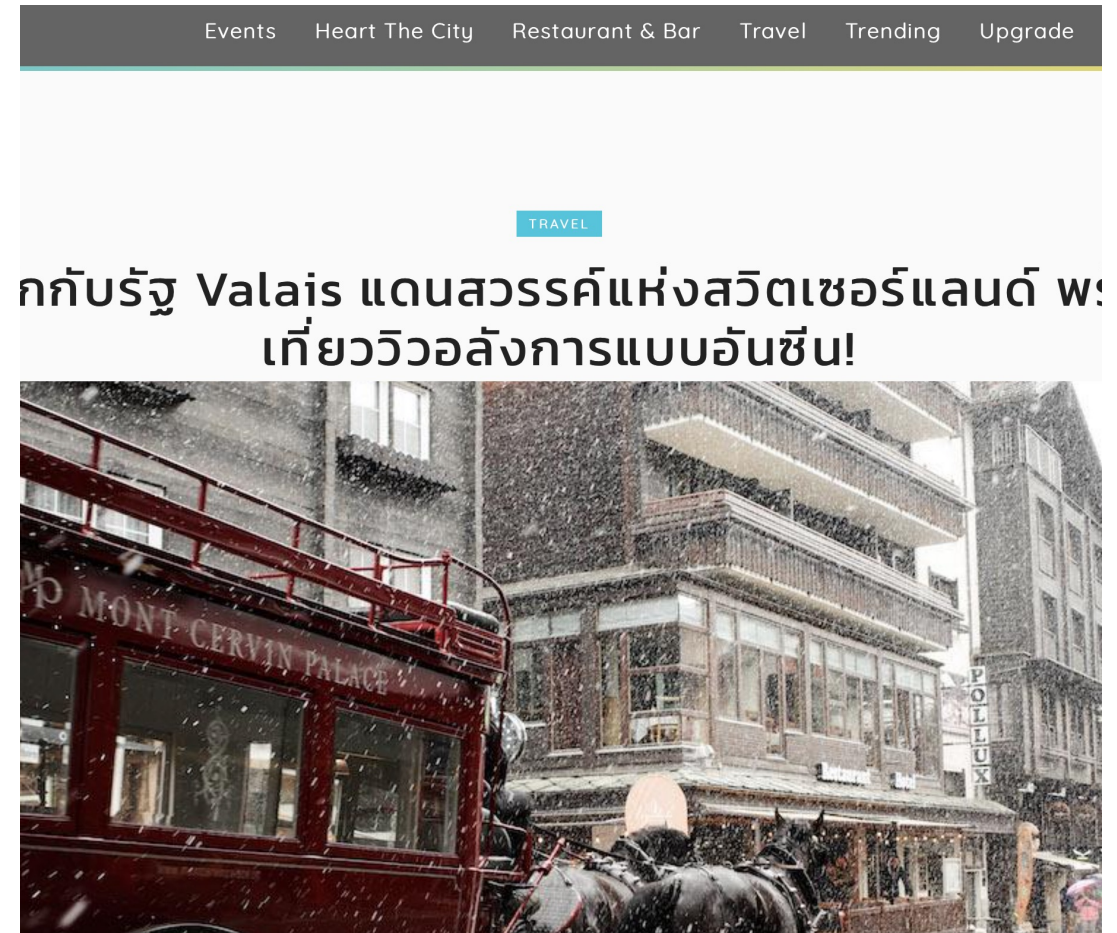 Events Heart The City Restaurant & Bar Travel Trending Upgrade
TRAVEL
กกับรัฐ Valais แดนสวรรค์แห่งสวิตเซอร์แลนด์ พร
เที่ยววิวอลังการแบบอันซีน!
MONT CERVIN PALACE
POLLUX
Restaurant Hotel